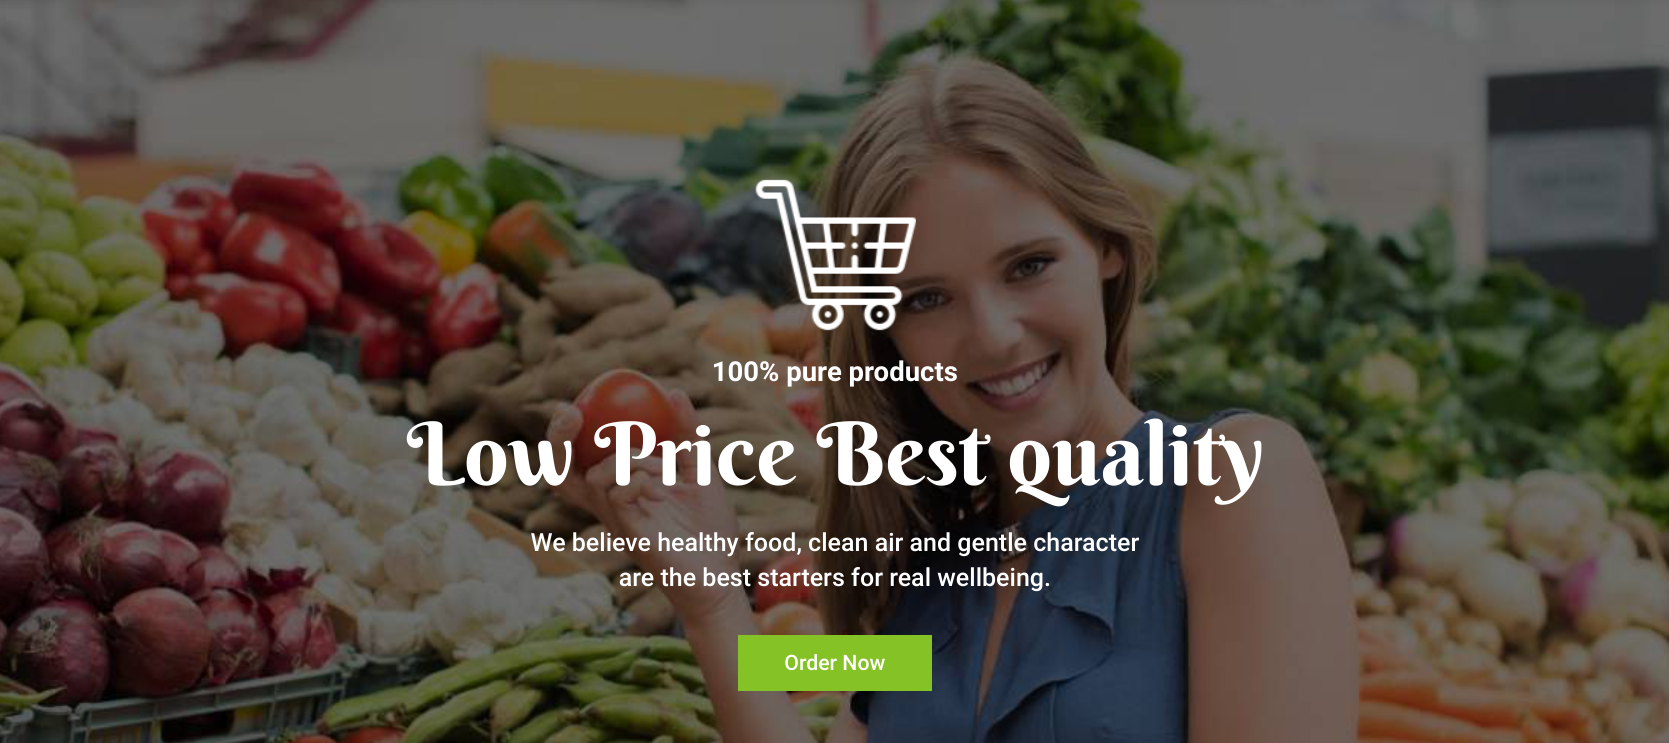 100% pure products
Low Price Best quality
We believe healthy food, clean air and gentle character
are the best starters for real wellbeing.
Order Now